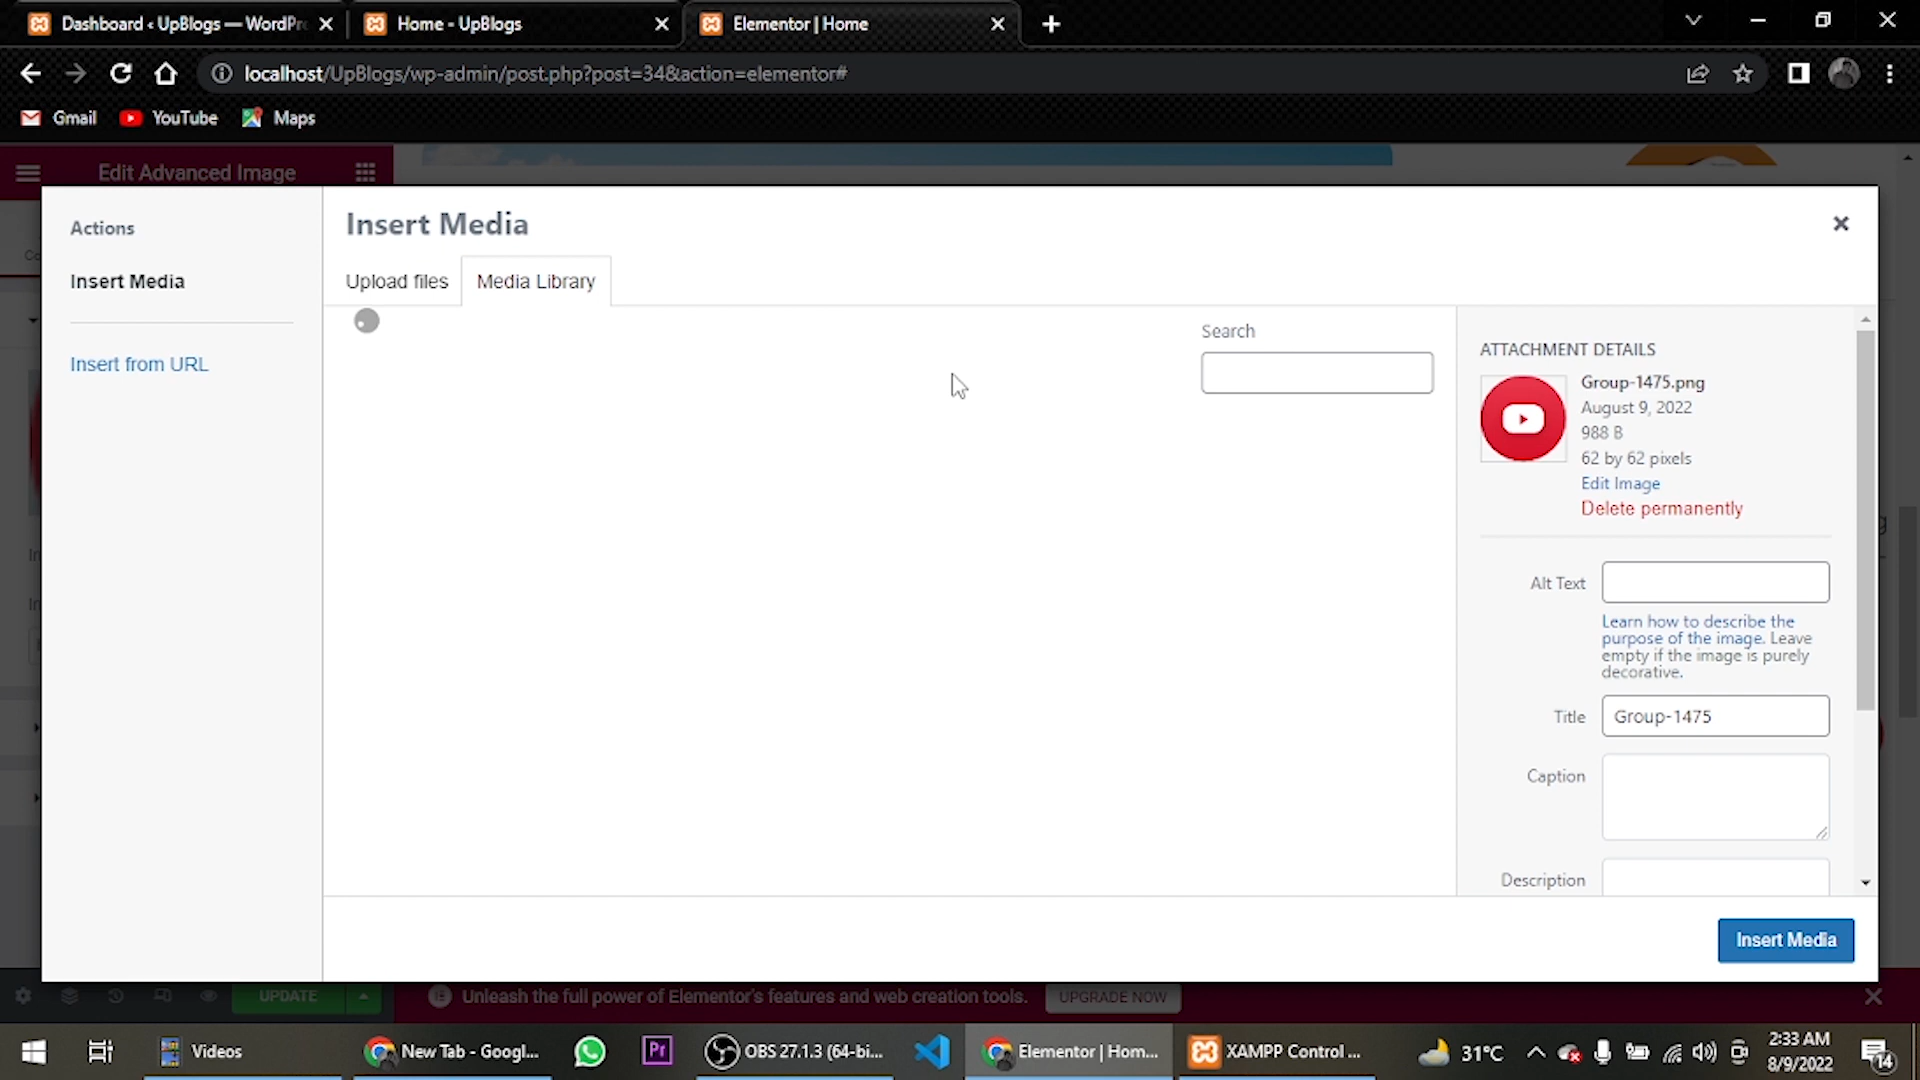 Dashboard ‹ UpBlogs — WordPr
Home - UpBlogs
Elementor | Home
localhost/UpBlogs/wp-admin/post.php?post=34&action=elementor#
Gmail
YouTube
Maps
Edit Advanced Image
Actions
Insert Media
Insert from URL
Insert Media
Upload files
Media Library
Search
ATTACHMENT DETAILS
Group-1475.png
August 9, 2022
988 B
62 by 62 pixels
Edit Image
Delete permanently
Alt Text
Learn how to describe the
purpose of the image. Leave
empty if the image is purely
decorative.
Title
Group-1475
Caption
Description
Insert Media
UPDATE
Unleash the full power of Elementor's features and web creation tools.
UPGRADE NOW
Videos
New Tab - Googl...
Pr
OBS 27.1.3 (64-bi...
Elementor | Hom...
XAMPP Control ...
31°C
2:33 AM
8/9/2022
14